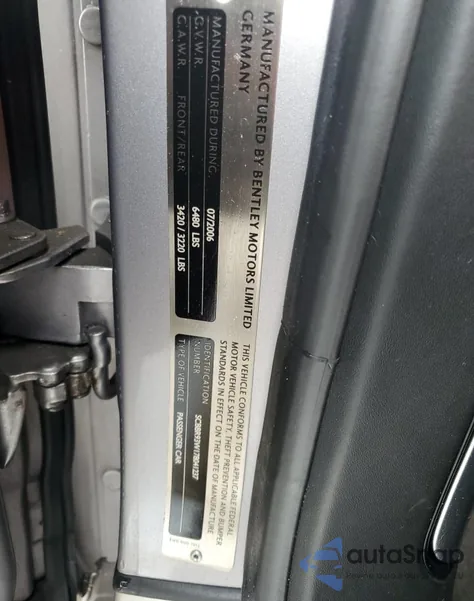 MANUFACTURED BY BENTLEY MOTORS LIMITED
GERMANY
MANUFACTURED DURING: 07/2006
G.V.W.R. 6480 LBS
G.A.W.R. FRONT/REAR 3420 / 3220 LBS
THIS VEHICLE CONFORMS TO ALL APPLICABLE FEDERAL
MOTOR VEHICLE SAFETY, THEFT PREVENTION AND BUMPER
STANDARDS IN EFFECT ON THE DATE OF MANUFACTURE
IDENTIFICATION
NUMBER
TYPE OF VEHICLE PASSENGER CAR
autoSnap